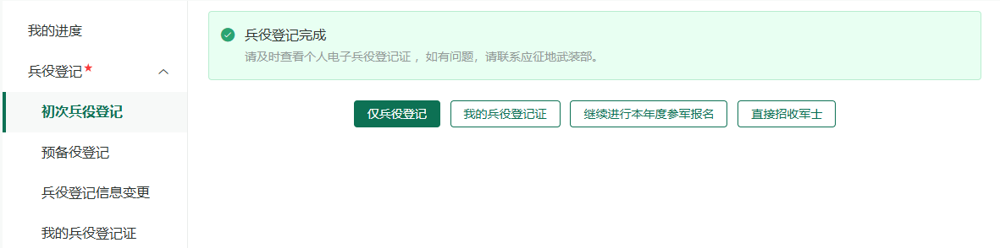 我的进度
兵役登记*
初次兵役登记
预备役登记
兵役登记信息变更
我的兵役登记证
兵役登记完成
请及时查看个人电子兵役登记证 ，如有问题，请联系应征地武装部。
仅兵役登记 我的兵役登记证 继续进行本年度参军报名 直接招收军士